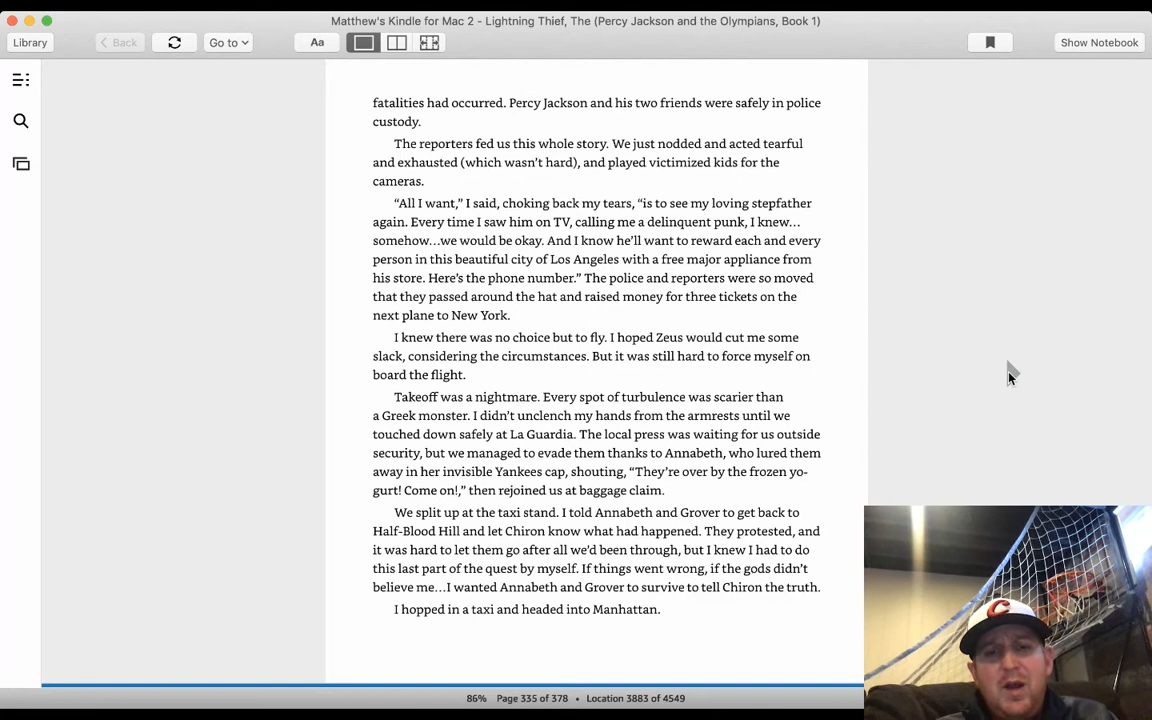 Matthew's Kindle for Mac 2 - Lightning Thief, The (Percy Jackson and the Olympians, Book 1)
Library
Back
Go to
Aa
Show Notebook
fatalities had occurred. Percy Jackson and his two friends were safely in police
custody.
The reporters fed us this whole story. We just nodded and acted tearful
and exhausted (which wasn't hard), and played victimized kids for the
cameras.
“All I want,” I said, choking back my tears, “is to see my loving stepfather
again. Every time I saw him on TV, calling me a delinquent punk, I knew…
somehow…we would be okay. And I know he'll want to reward each and every
person in this beautiful city of Los Angeles with a free major appliance from
his store. Here's the phone number.” The police and reporters were so moved
that they passed around the hat and raised money for three tickets on the
next plane to New York.
I knew there was no choice but to fly. I hoped Zeus would cut me some
slack, considering the circumstances. But it was still hard to force myself on
board the flight.
Takeoff was a nightmare. Every spot of turbulence was scarier than
a Greek monster. I didn't unclench my hands from the armrests until we
touched down safely at La Guardia. The local press was waiting for us outside
security, but we managed to evade them thanks to Annabeth, who lured them
away in her invisible Yankees cap, shouting, “They're over by the frozen yo-
gurt! Come on!,” then rejoined us at baggage claim.
We split up at the taxi stand. I told Annabeth and Grover to get back to
Half-Blood Hill and let Chiron know what had happened. They protested, and
it was hard to let them go after all we'd been through, but I knew I had to do
this last part of the quest by myself. If things went wrong, if the gods didn't
believe me…I wanted Annabeth and Grover to survive to tell Chiron the truth.
I hopped in a taxi and headed into Manhattan.
C
86% Page 335 of 378 • Location 3883 of 4549